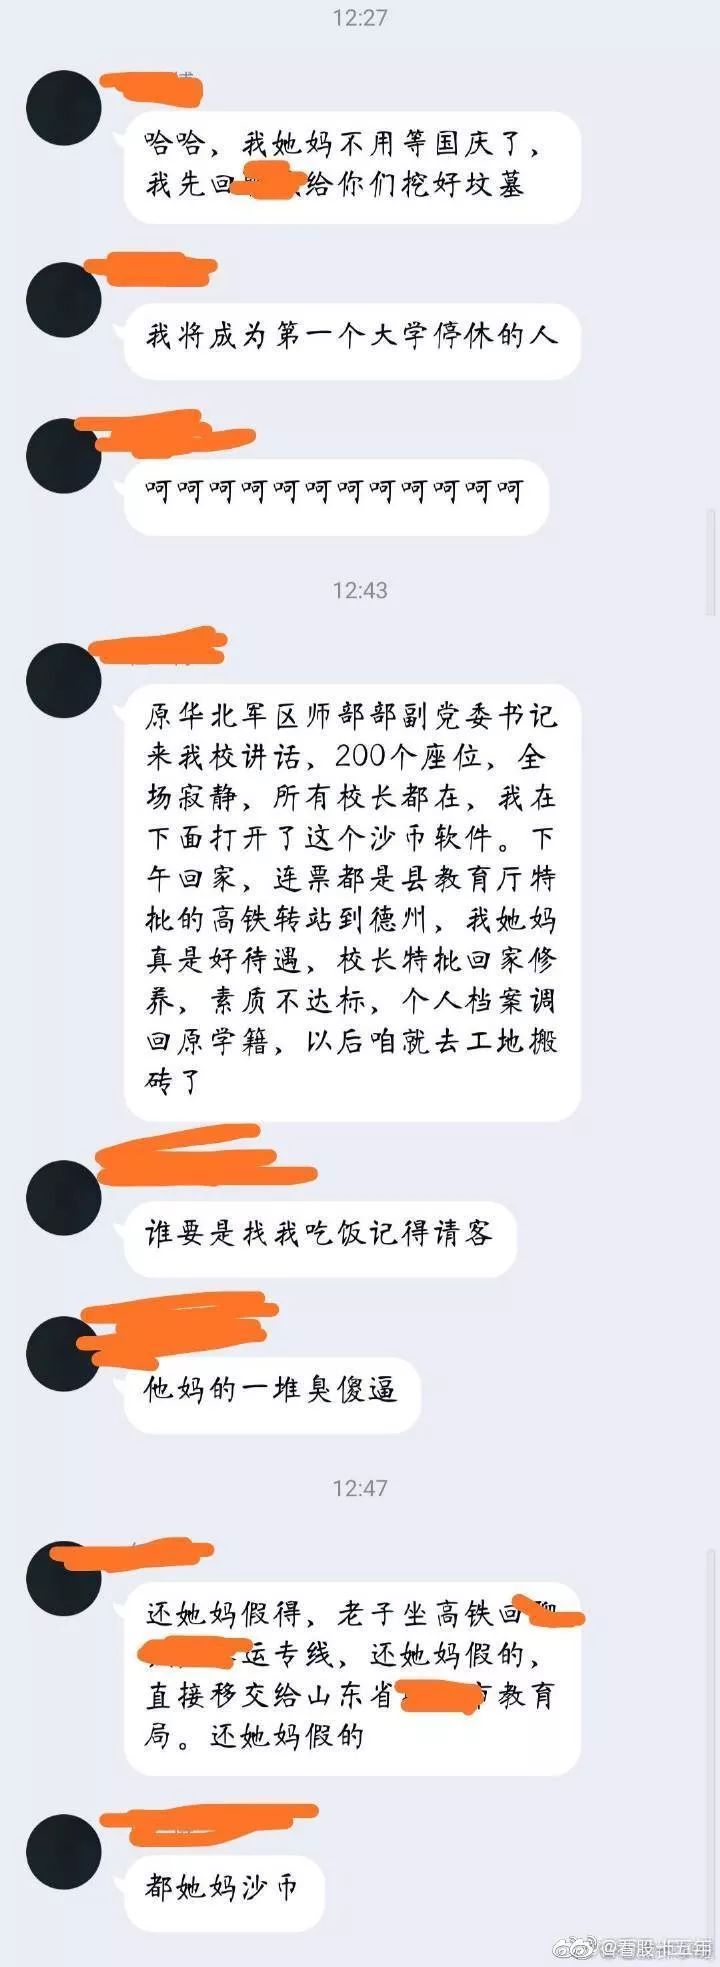 12:27
哈哈，我她妈不用等国庆了，
我先回
给你们挖好坟墓
我将成为第一个大学停休的人
呵呵呵呵呵呵呵呵呵呵呵呵
12:43
原华北军区师部部副党委书记
来我校讲话，200个座位，全
场寂静，所有校长都在，我在
下面打开了这个沙币软件。下
午回家，连票都是县教育厅特
批的高铁转站到德州，我她妈
真是好待遇，校长特批回家修
养，素质不达标，个人档案调
回原学籍，以后咱就去工地搬
砖了
谁要是找我吃饭记得请客
他妈的一堆臭傻逼
12:47
还她妈假得，老子坐高铁回
运专线，还她妈假的，
直接移交给山东省
市教育
局。还她妈假的
都她妈沙币